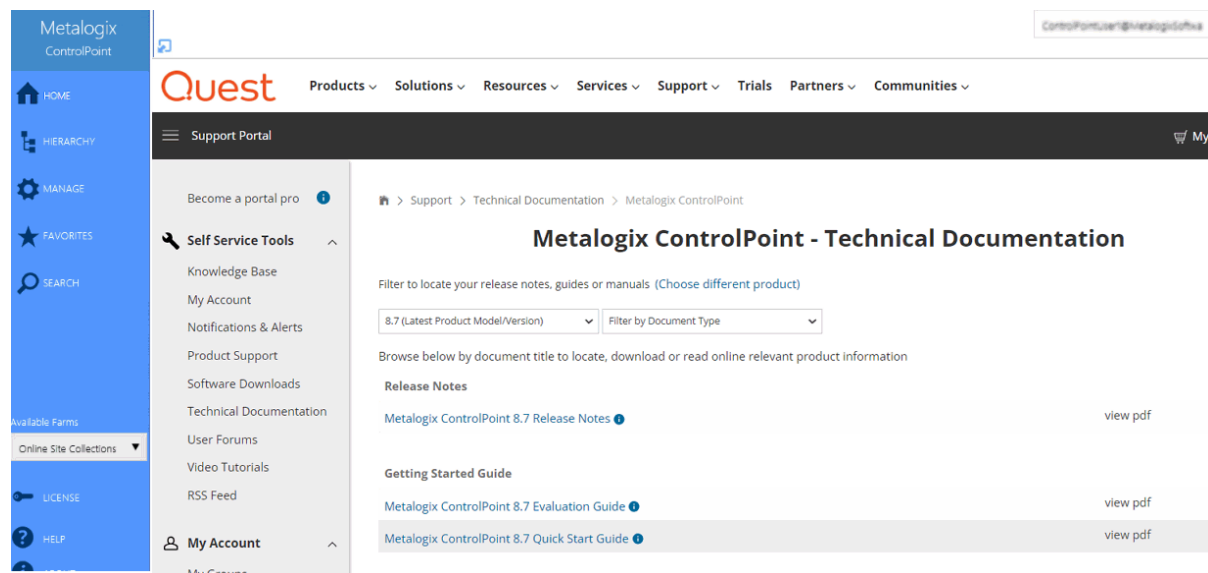 Metalogix
ControlPoint
HOME
HIERARCHY
MANAGE
FAVORITES
SEARCH
Available Farms
Online Site Collections
LICENSE
HELP
ABOUT
Quest
Products Solutions Resources Services Support Trials Partners Communities
Support Portal
My
Become a portal pro
Self Service Tools
Knowledge Base
My Account
Notifications & Alerts
Product Support
Software Downloads
Technical Documentation
User Forums
Video Tutorials
RSS Feed
My Account
My Groups
> Support > Technical Documentation > Metalogix ControlPoint
Metalogix ControlPoint - Technical Documentation
Filter to locate your release notes, guides or manuals (Choose different product)
8.7 (Latest Product Model/Version) Filter by Document Type
Browse below by document title to locate, download or read online relevant product information
Release Notes
Metalogix ControlPoint 8.7 Release Notes view pdf
Getting Started Guide
Metalogix ControlPoint 8.7 Evaluation Guide view pdf
Metalogix ControlPoint 8.7 Quick Start Guide view pdf